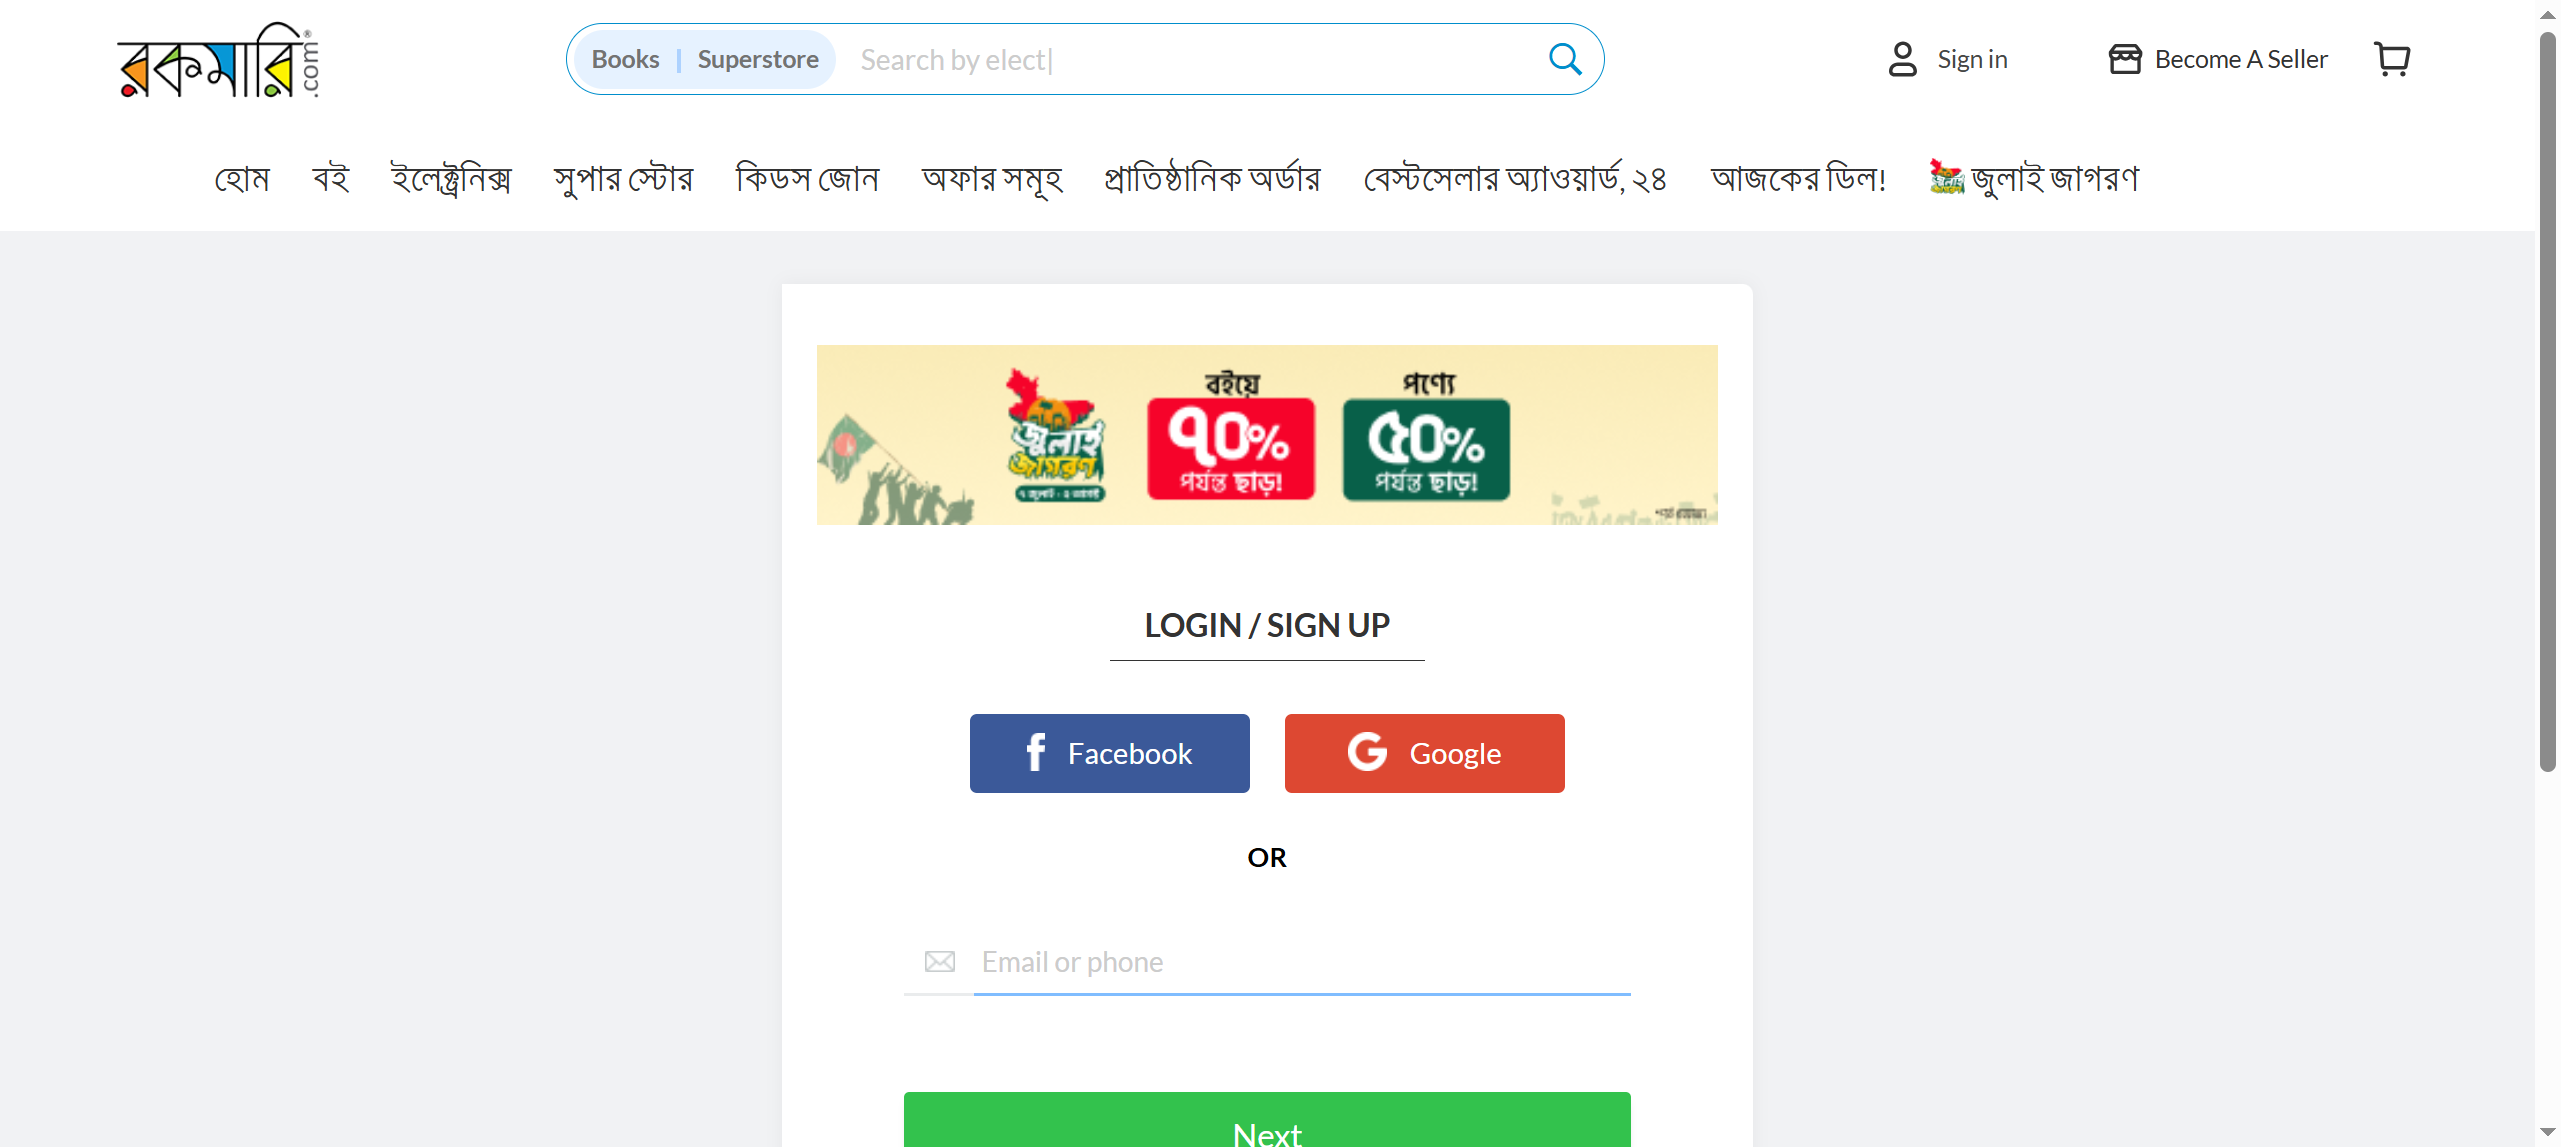 রকমারি.com®
Books | Superstore
Search by elect
Sign in
Become A Seller
হোম
বই
ইলেক্ট্রনিক্স
সুপার স্টোর
কিডস জোন
অফার সমূহ
প্রাতিষ্ঠানিক অর্ডার
বেস্টসেলার অ্যাওয়ার্ড, ২৪
আজকের ডিল!
জুলাই জাগরণ
জুলাই
জাগরণ
বইয়ে
৭০%
পর্যন্ত ছাড়!
পণ্যে
৫০%
পর্যন্ত ছাড়!
LOGIN / SIGN UP
Facebook
Google
OR
Email or phone
Next